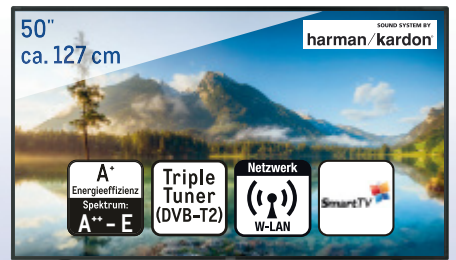 50"
ca. 127 cm
SOUND SYSTEM BY
harman/kardon®
A+
Energieeffizienz
Spektrum:
A++ – E
Triple
Tuner
(DVB-T2)
Netzwerk
W-LAN
SmartTV